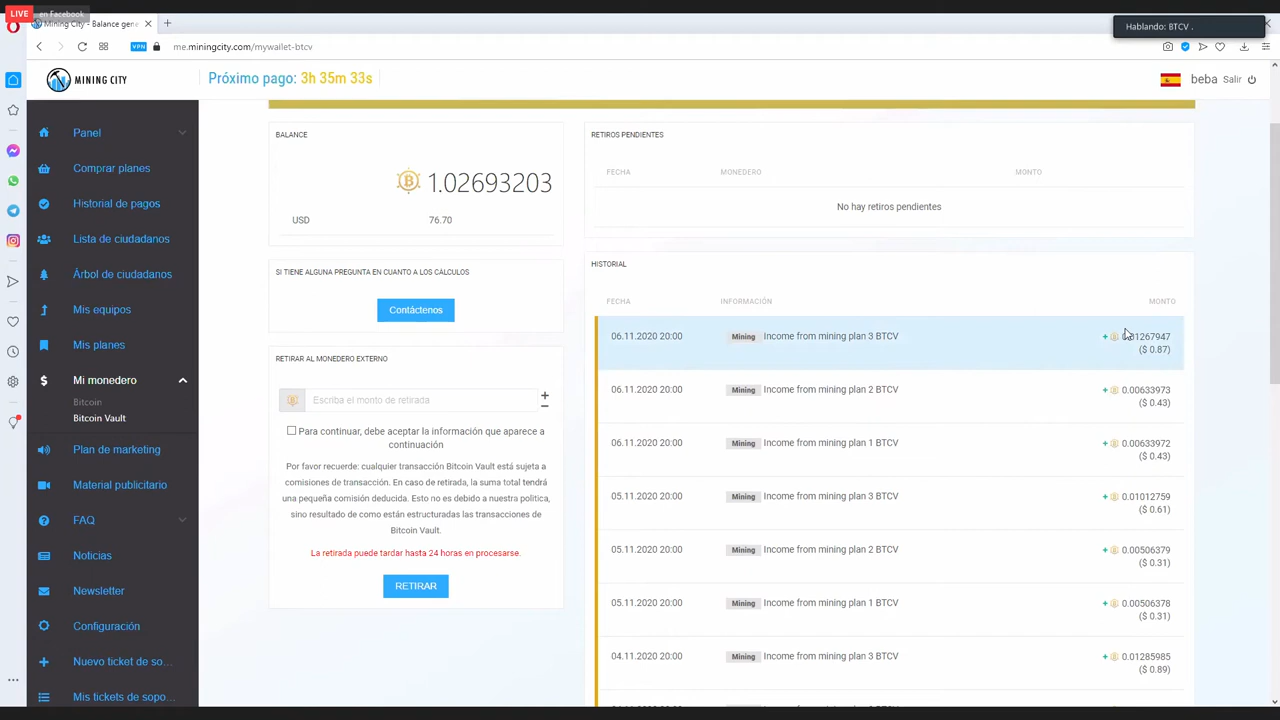 LIVE en Facebook
Mining City - Balance gene
Hablando: BTCV .
VPN me.miningcity.com/mywallet-btcv
MINING CITY
Próximo pago: 3h 35m 33s
beba Salir
Panel
Comprar planes
Historial de pagos
Lista de ciudadanos
Árbol de ciudadanos
Mis equipos
Mis planes
Mi monedero
Bitcoin
Bitcoin Vault
Plan de marketing
Material publicitario
FAQ
Noticias
Newsletter
Configuración
Nuevo ticket de so...
Mis tickets de sopo...
BALANCE
1.02693203
USD 76.70
SI TIENE ALGUNA PREGUNTA EN CUANTO A LOS CÁLCULOS
Contáctenos
RETIRAR AL MONEDERO EXTERNO
Escriba el monto de retirada
Para continuar, debe aceptar la información que aparece a
continuación
Por favor recuerde: cualquier transacción Bitcoin Vault está sujeta a
comisiones de transacción. En caso de retirada, la suma total tendrá
una pequeña comisión deducida. Esto no es debido a nuestra política,
sino resultado de como están estructuradas las transacciones de
Bitcoin Vault.
La retirada puede tardar hasta 24 horas en procesarse.
RETIRAR
RETIROS PENDIENTES
FECHA MONEDERO MONTO
No hay retiros pendientes
HISTORIAL
FECHA INFORMACIÓN MONTO
06.11.2020 20:00 Mining Income from mining plan 3 BTCV +
($ 0.87)
06.11.2020 20:00 Mining Income from mining plan 2 BTCV + 0.00633973
($ 0.43)
06.11.2020 20:00 Mining Income from mining plan 1 BTCV + 0.00633972
($ 0.43)
05.11.2020 20:00 Mining Income from mining plan 3 BTCV + 0.01012759
($ 0.61)
05.11.2020 20:00 Mining Income from mining plan 2 BTCV + 0.00506379
($ 0.31)
05.11.2020 20:00 Mining Income from mining plan 1 BTCV + 0.00506378
($ 0.31)
04.11.2020 20:00 Mining Income from mining plan 3 BTCV + 0.01285985
($ 0.89)